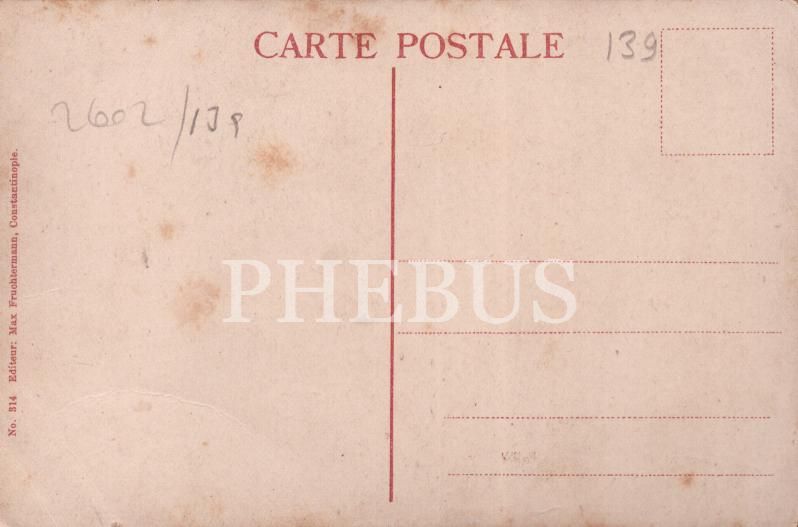 CARTE POSTALE
139
2602/139
No. 314 Editeur: Max Fruchtermann, Constantinople.
PHEBUS